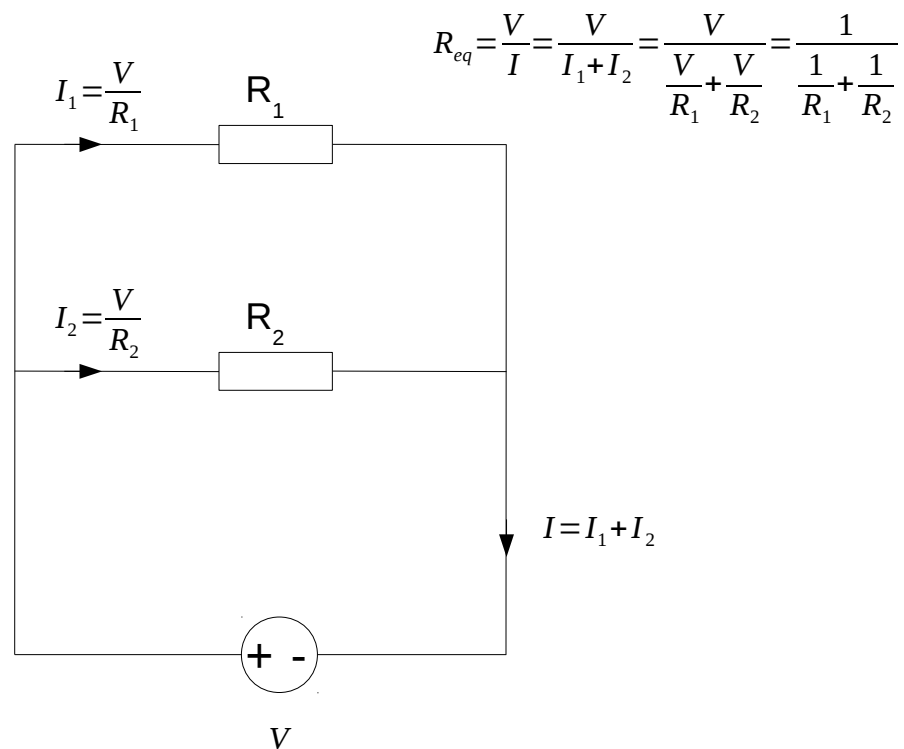 R_eq = V/I = V/(I_1+I_2) = V/(V/R_1 + V/R_2) = 1/(1/R_1 + 1/R_2)
I_1 = V/R_1
R_1
I_2 = V/R_2
R_2
I = I_1 + I_2
+ -
V